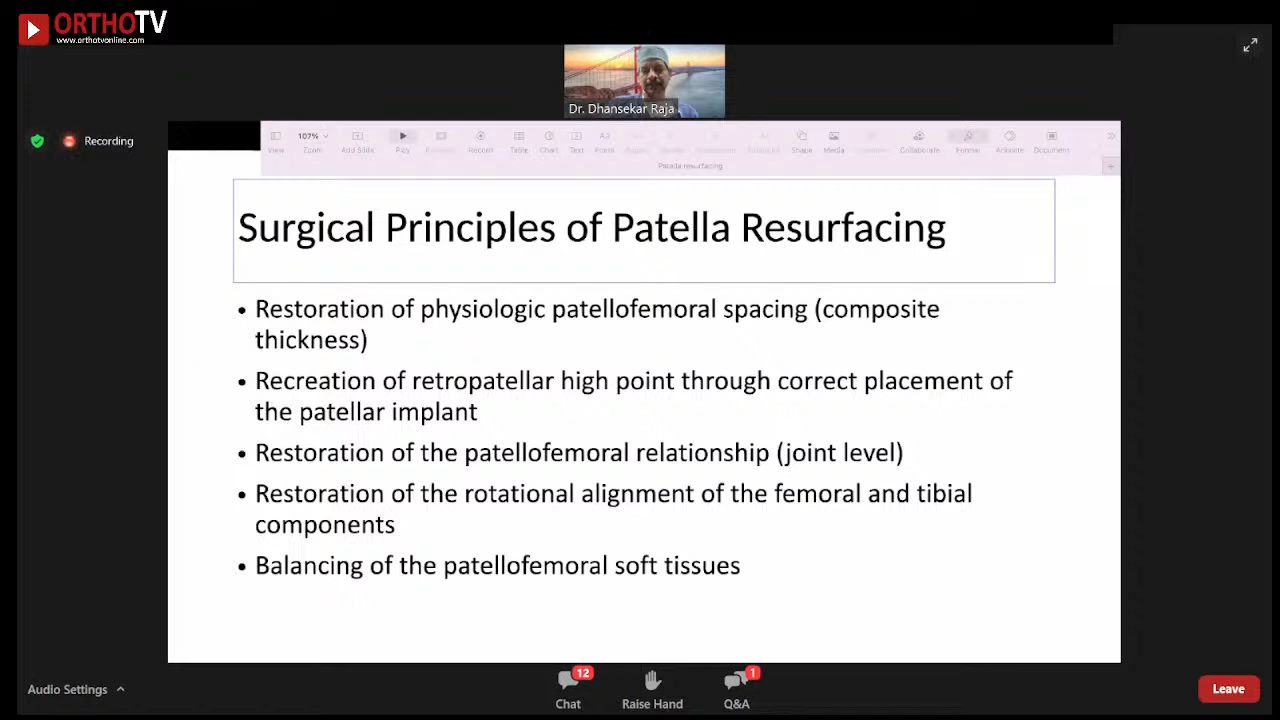 ORTHOTV
www.orthotvonline.com
Dr. Dhansekar Raja
Recording
107%
View
Zoom
Add Slide
Play
Record
Table
Chart
Text
Shape
Media
Collaborate
Format
Animate
Document
Patella resurfacing
Surgical Principles of Patella Resurfacing
• Restoration of physiologic patellofemoral spacing (composite
thickness)
• Recreation of retropatellar high point through correct placement of
the patellar implant
• Restoration of the patellofemoral relationship (joint level)
• Restoration of the rotational alignment of the femoral and tibial
components
• Balancing of the patellofemoral soft tissues
Audio Settings
12
Chat
Raise Hand
1
Q&A
Leave